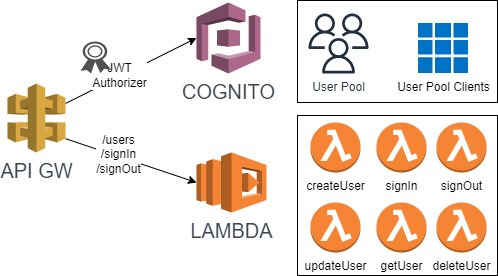 JWT
Authorizer
COGNITO
User Pool
User Pool Clients
API GW
/users
/signIn
/signOut
LAMBDA
createUser
signIn
signOut
updateUser
getUser
deleteUser